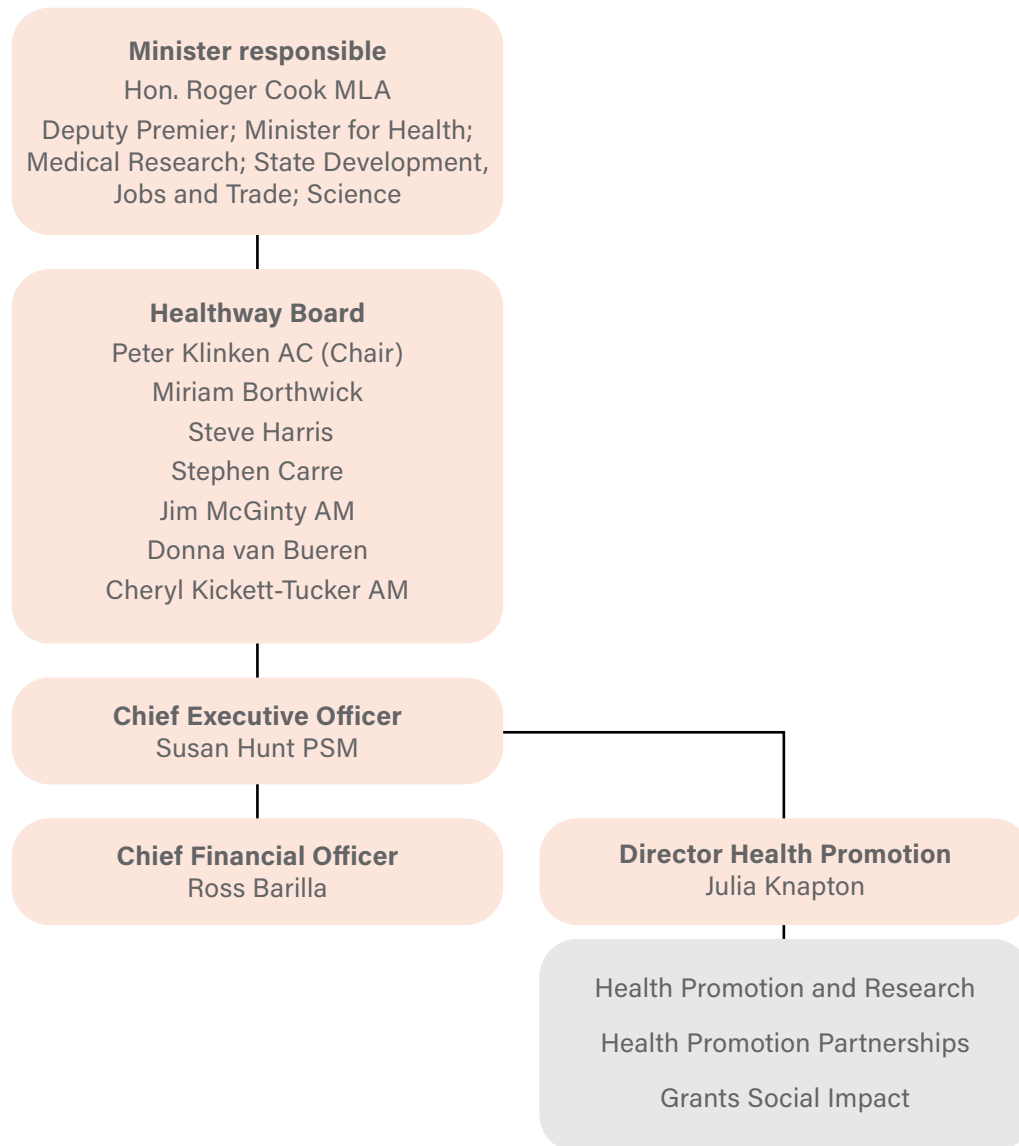 Minister responsible
Hon. Roger Cook MLA
Deputy Premier; Minister for Health;
Medical Research; State Development,
Jobs and Trade; Science
Healthway Board
Peter Klinken AC (Chair)
Miriam Borthwick
Steve Harris
Stephen Carre
Jim McGinty AM
Donna van Bueren
Cheryl Kickett-Tucker AM
Chief Executive Officer
Susan Hunt PSM
Chief Financial Officer
Ross Barilla
Director Health Promotion
Julia Knapton
Health Promotion and Research
Health Promotion Partnerships
Grants Social Impact